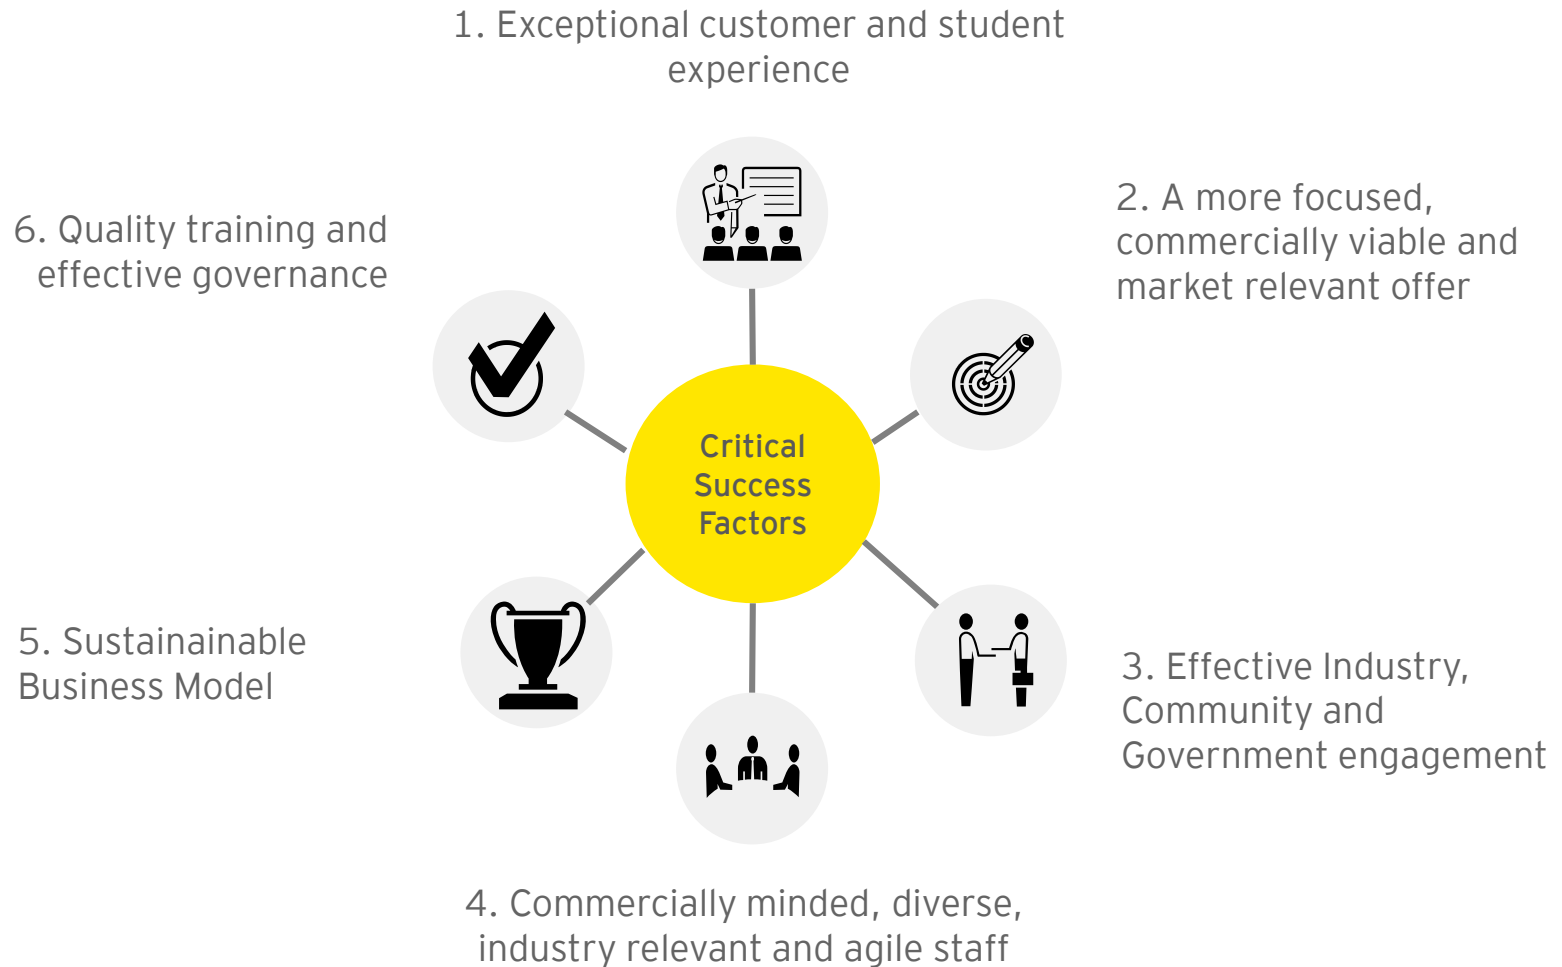 1. Exceptional customer and student
experience
2. A more focused,
commercially viable and
market relevant offer
6. Quality training and
effective governance
Critical
Success
Factors
5. Sustainainable
Business Model
3. Effective Industry,
Community and
Government engagement
4. Commercially minded, diverse,
industry relevant and agile staff